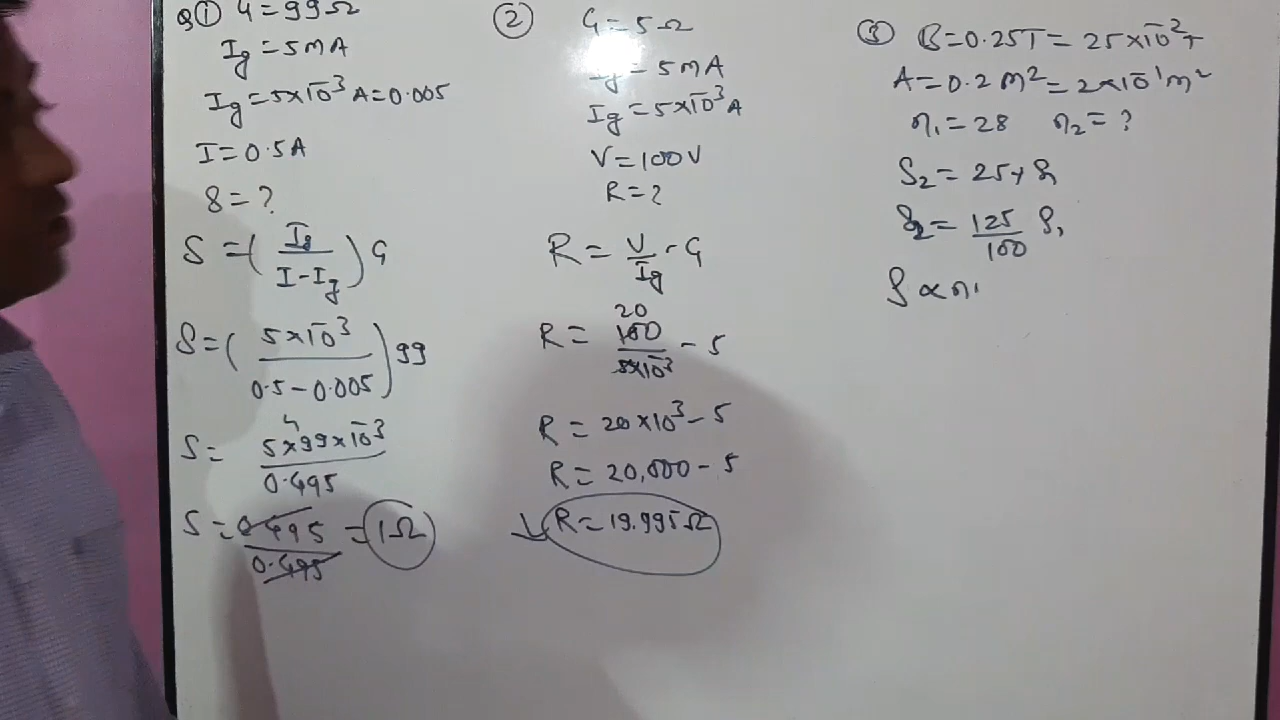 Q ① G = 99Ω
Ig = 5mA
Ig = 5×10⁻³ A = 0.005
I = 0.5A
S = ?
S = (Ig / I - Ig) G
S = (5×10⁻³ / 0.5 - 0.005) 99
S = 5×99×10⁻³ / 0.495
S = 0.495 / 0.495 = 1Ω
② G = 5Ω
Ig = 5mA
Ig = 5×10⁻³ A
V = 100V
R = ?
R = V / Ig - G
20
R = 100 / 5×10⁻³ - 5
R = 20×10³ - 5
R = 20,000 - 5
R = 19.995Ω
③ B = 0.25T = 25×10⁻² T
A = 0.2 m² = 2×10⁻¹ m²
n₁ = 28 n₂ = ?
S₂ = 25+
S₂ = 125 / 100 S₁
S ∝ n